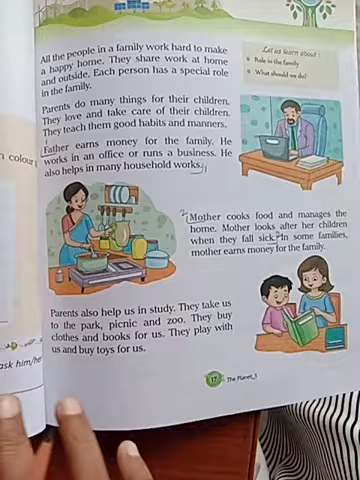 Let us learn about :
Role in the family
What should we do?
All the people in a family work hard to make
a happy home. They share work at home
and outside. Each person has a special role
in the family.
Parents do many things for their children.
They love and take care of their children.
They teach them good habits and manners.
Father earns money for the family. He
works in an office or runs a business. He
also helps in many household works.
Mother cooks food and manages the
home. Mother looks after her children
when they fall sick. In some families,
mother earns money for the family.
Parents also help us in study. They take us
to the park, picnic and zoo. They buy
clothes and books for us. They play with
us and buy toys for us.
17 The Planet_1
colour
ask him/her